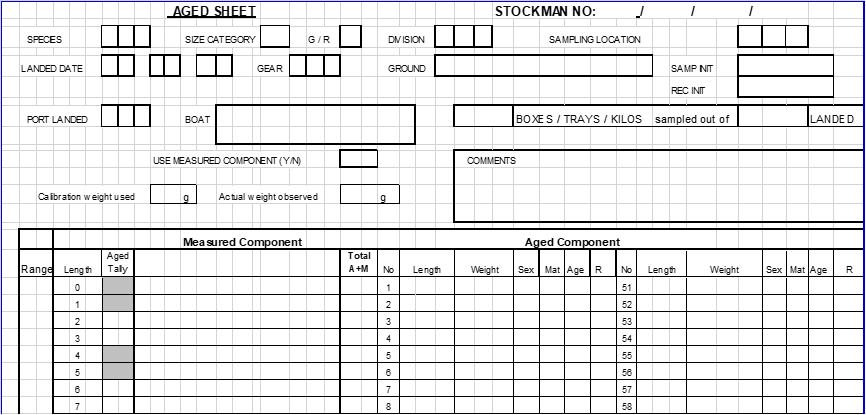 AGED SHEET STOCKMAN NO: _/ / /
SPECIES SIZE CATEGORY G / R DIVISION SAMPLING LOCATION
LANDED DATE GEAR GROUND SAMP INIT
REC INIT
PORT LANDED BOAT BOXES / TRAYS / KILOS sampled out of LANDED
USE MEASURED COMPONENT (Y/N) COMMENTS
Calibration weight used g Actual weight observed g
Measured Component Aged Component
Range Length Aged Tally Total A+M No Length Weight Sex Mat Age R No Length Weight Sex Mat Age R
0 1 51
1 2 52
2 3 53
3 4 54
4 5 55
5 6 56
6 7 57
7 8 58